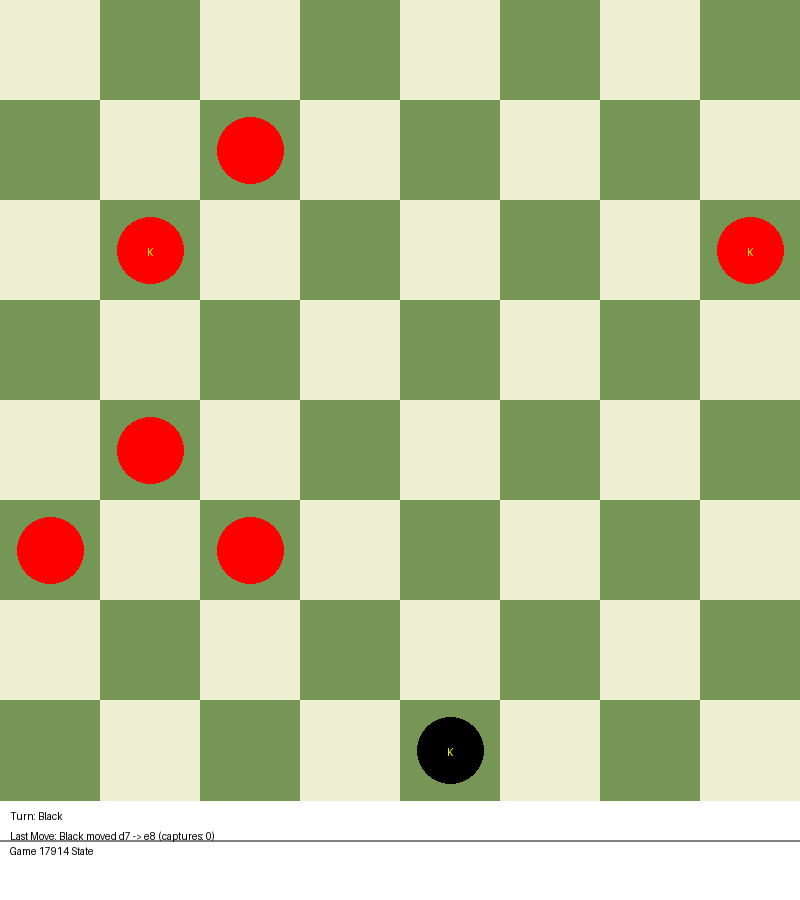 K
K
K
Turn: Black
Last Move: Black moved d7 -> e8 (captures: 0)
Game 17914 State